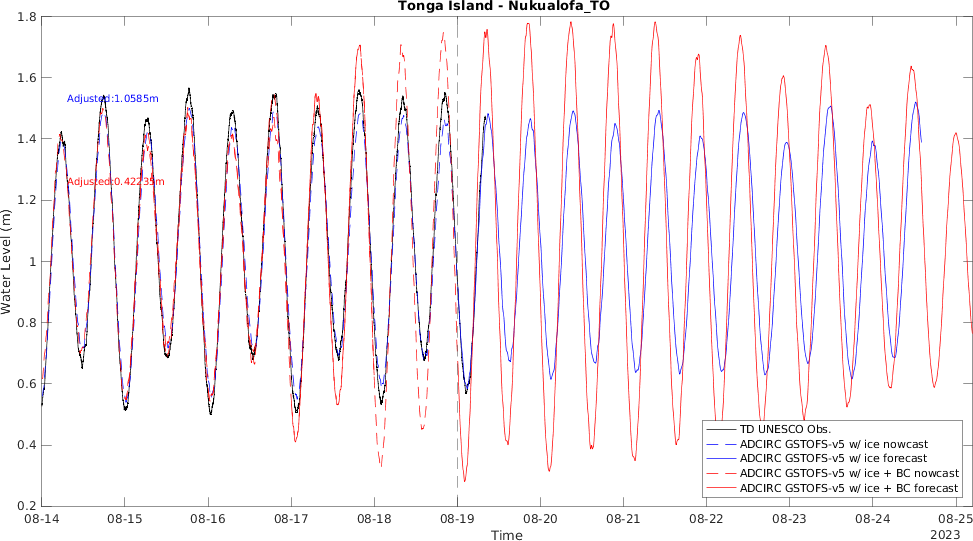 Tonga Island - Nukualofa_TO
1.8
1.6
1.4
1.2
1
0.8
0.6
0.4
0.2
Water Level (m)
Adjusted:1.0585m
Adjusted:0.42235m
TD UNESCO Obs.
ADCIRC GSTOFS-v5 w/ ice nowcast
ADCIRC GSTOFS-v5 w/ ice forecast
ADCIRC GSTOFS-v5 w/ ice + BC nowcast
ADCIRC GSTOFS-v5 w/ ice + BC forecast
08-14 08-15 08-16 08-17 08-18 08-19 08-20 08-21 08-22 08-23 08-24 08-25
Time
2023